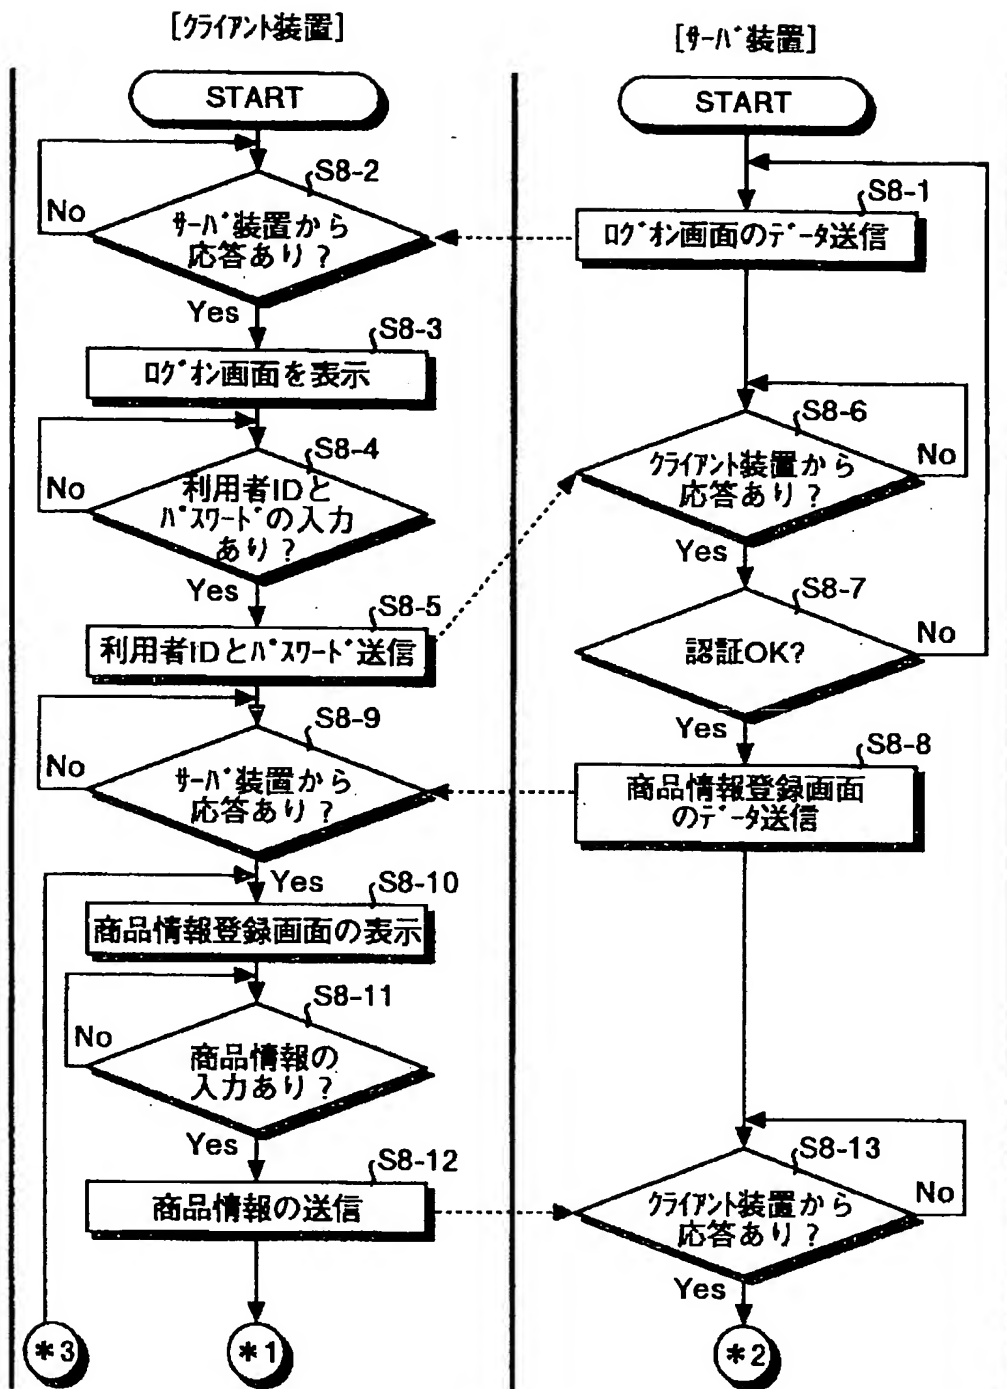 [クライアント装置]
START
S8-2
サーバ装置から
応答あり？
No
Yes
S8-3
ログオン画面を表示
S8-4
利用者IDと
パスワードの入力
あり？
No
Yes
S8-5
利用者IDとパスワード送信
S8-9
サーバ装置から
応答あり？
No
Yes
S8-10
商品情報登録画面の表示
S8-11
商品情報の
入力あり？
No
Yes
S8-12
商品情報の送信
＊3
＊1
[サーバ装置]
START
S8-1
ログオン画面のデータ送信
S8-6
クライアント装置から
応答あり？
No
Yes
S8-7
認証OK?
No
Yes
S8-8
商品情報登録画面
のデータ送信
S8-13
クライアント装置から
応答あり？
No
Yes
＊2